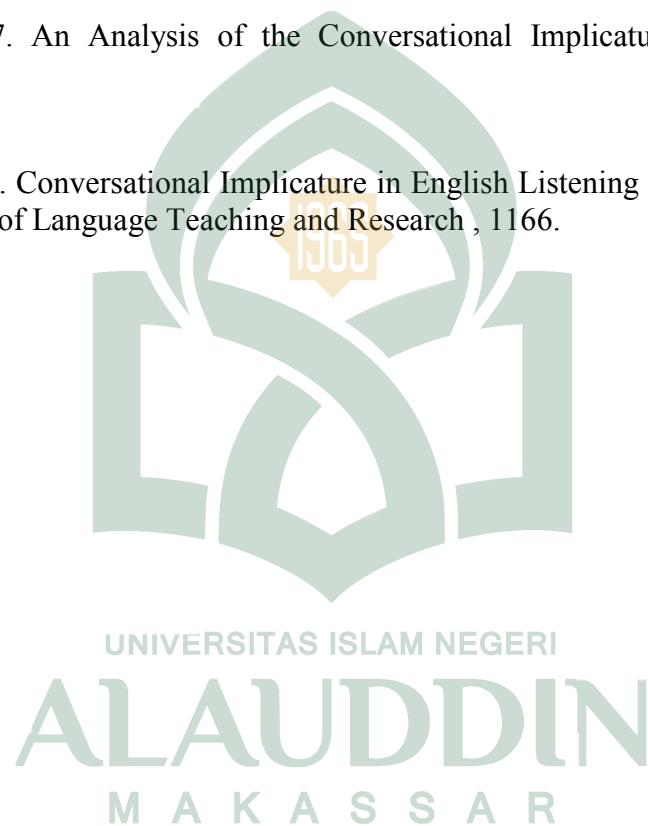 7. An Analysis of the Conversational
. Conversational Implicature in English Listening
of Language Teaching and Research , 1166.
1965
UNIVERSITAS ISLAM NEGERI
ALAUDDIN
M A K A S S A R